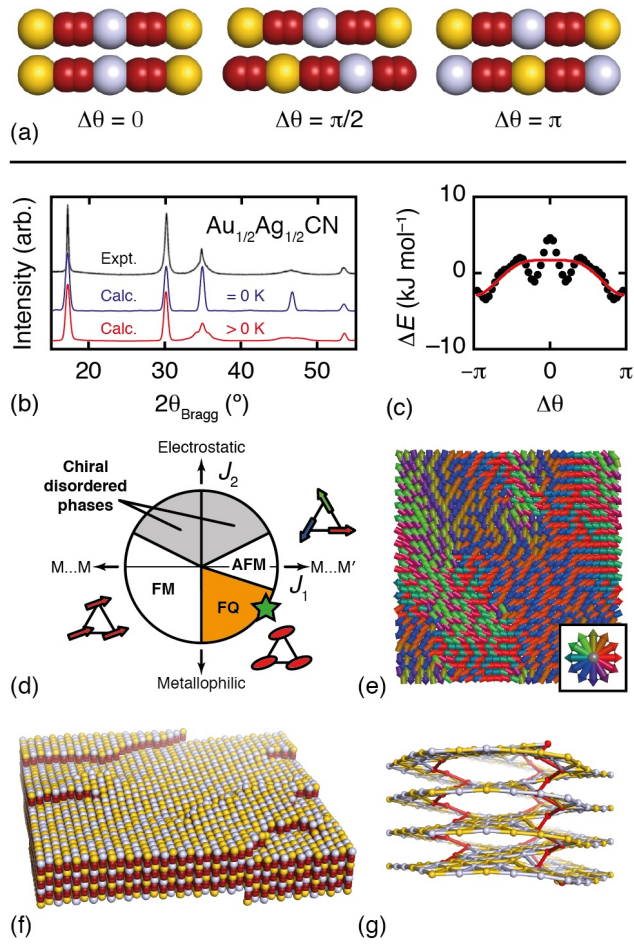 Δθ = 0
Δθ = π/2
Δθ = π
(a)
Intensity (arb.)
Au1/2Ag1/2CN
Expt.
Calc. = 0 K
Calc. > 0 K
20 30 40 50
2θBragg (°)
(b)
ΔE (kJ mol−1)
10
0
−10
−π 0 π
Δθ
(c)
Electrostatic
J2
Chiral
disordered
phases
M...M
M...M′
J1
AFM
FM
FQ
Metallophilic
(d)
(e)
(f)
(g)